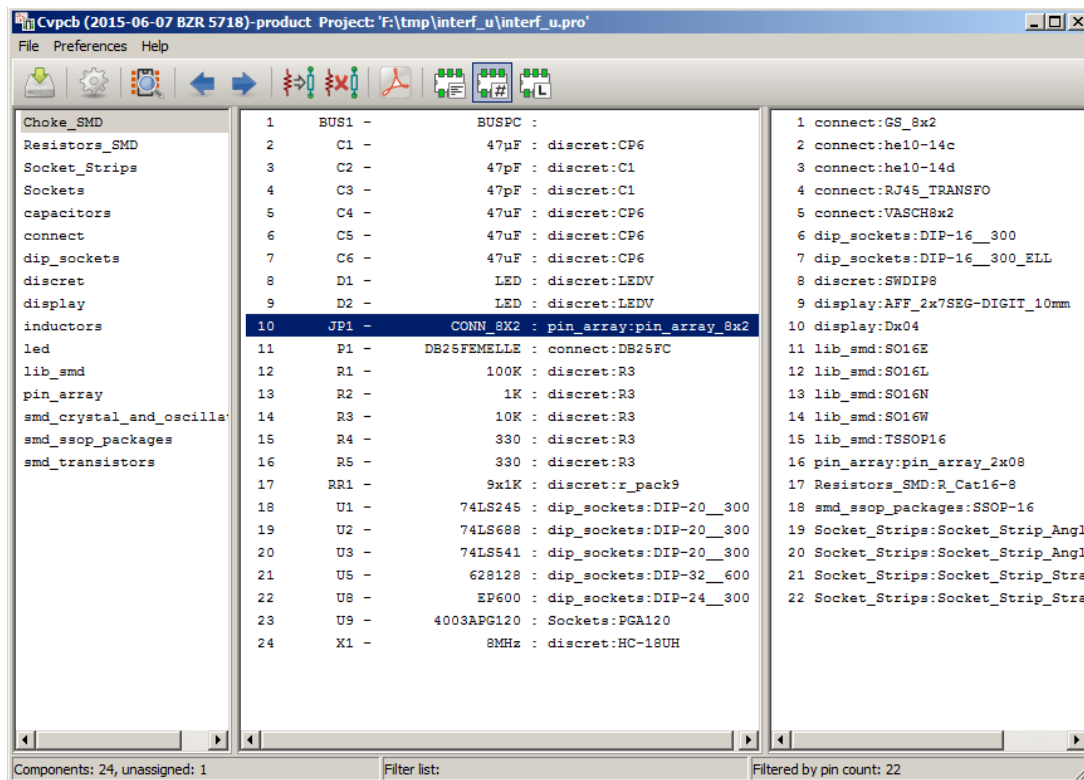 Cvpcb (2015-06-07 BZR 5718)-product Project: 'F:\tmp\interf_u\interf_u.pro'
File Preferences Help
Choke_SMD
Resistors_SMD
Socket_Strips
Sockets
capacitors
connect
dip_sockets
discret
display
inductors
led
lib_smd
pin_array
smd_crystal_and_oscilla
smd_ssop_packages
smd_transistors
1 BUS1 - BUSPC :
2 C1 - 47µF : discret:CP6
3 C2 - 47pF : discret:C1
4 C3 - 47pF : discret:C1
5 C4 - 47uF : discret:CP6
6 C5 - 47uF : discret:CP6
7 C6 - 47uF : discret:CP6
8 D1 - LED : discret:LEDV
9 D2 - LED : discret:LEDV
10 JP1 - CONN_8X2 : pin_array:pin_array_8x2
11 P1 - DB25FEMELLE : connect:DB25FC
12 R1 - 100K : discret:R3
13 R2 - 1K : discret:R3
14 R3 - 10K : discret:R3
15 R4 - 330 : discret:R3
16 R5 - 330 : discret:R3
17 RR1 - 9x1K : discret:r_pack9
18 U1 - 74LS245 : dip_sockets:DIP-20__300
19 U2 - 74LS688 : dip_sockets:DIP-20__300
20 U3 - 74LS541 : dip_sockets:DIP-20__300
21 U5 - 628128 : dip_sockets:DIP-32__600
22 U8 - EP600 : dip_sockets:DIP-24__300
23 U9 - 4003APG120 : Sockets:PGA120
24 X1 - 8MHz : discret:HC-18UH
1 connect:GS_8x2
2 connect:he10-14c
3 connect:he10-14d
4 connect:RJ45_TRANSFO
5 connect:VASCH8x2
6 dip_sockets:DIP-16__300
7 dip_sockets:DIP-16__300_ELL
8 discret:SWDIP8
9 display:AFF_2x7SEG-DIGIT_10mm
10 display:Dx04
11 lib_smd:SO16E
12 lib_smd:SO16L
13 lib_smd:SO16N
14 lib_smd:SO16W
15 lib_smd:TSSOP16
16 pin_array:pin_array_2x08
17 Resistors_SMD:R_Cat16-8
18 smd_ssop_packages:SSOP-16
19 Socket_Strips:Socket_Strip_Angl
20 Socket_Strips:Socket_Strip_Angl
21 Socket_Strips:Socket_Strip_Stra
22 Socket_Strips:Socket_Strip_Stra
Components: 24, unassigned: 1
Filter list:
Filtered by pin count: 22